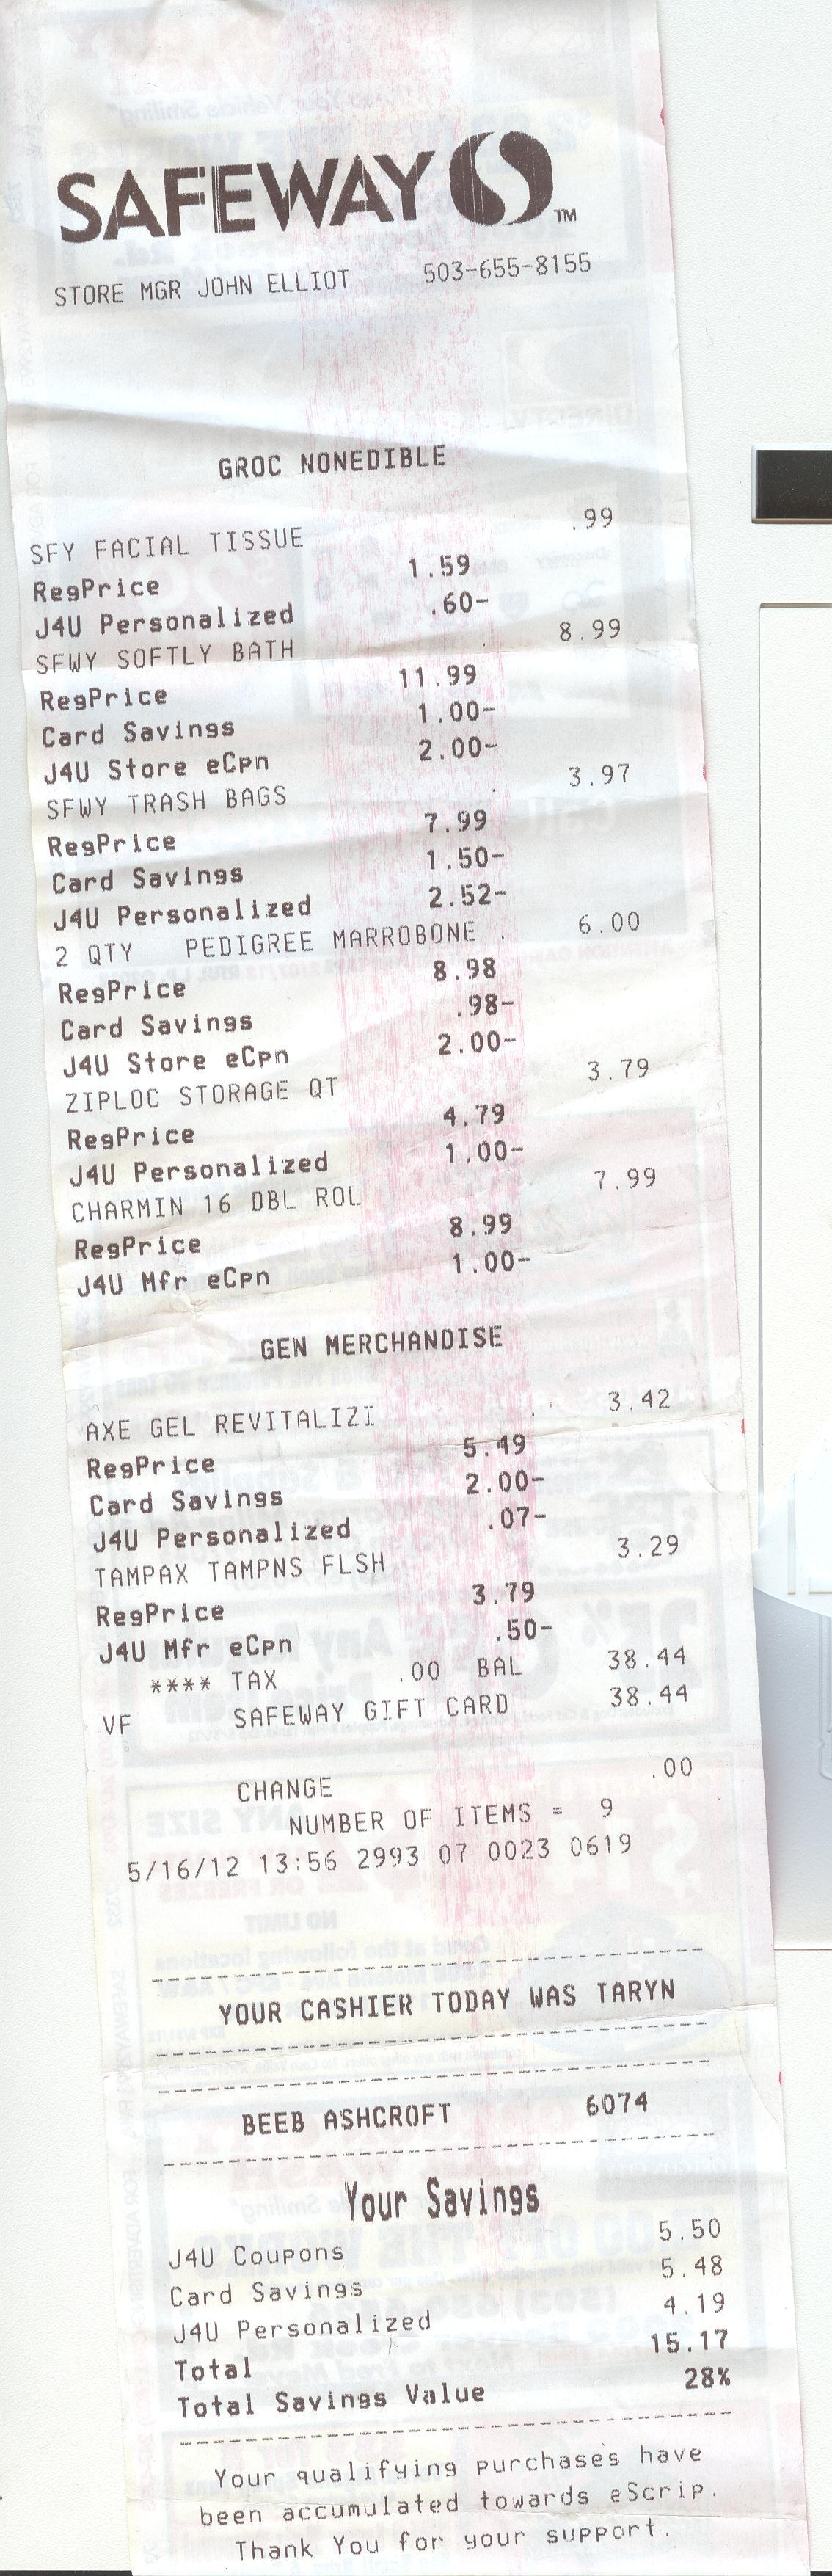 SAFEWAY TM
STORE MGR JOHN ELLIOT 503-655-8155
GROC NONEDIBLE
SFY FACIAL TISSUE .99
RegPrice 1.59
J4U Personalized .60-
SFWY SOFTLY BATH 8.99
RegPrice 11.99
Card Savings 1.00-
J4U Store eCpn 2.00-
SFWY TRASH BAGS 3.97
RegPrice 7.99
Card Savings 1.50-
J4U Personalized 2.52-
2 QTY PEDIGREE MARROBONE 6.00
RegPrice 8.98
Card Savings .98-
J4U Store eCpn 2.00-
ZIPLOC STORAGE QT 3.79
RegPrice 4.79
J4U Personalized 1.00-
CHARMIN 16 DBL ROL 7.99
RegPrice 8.99
J4U Mfr eCpn 1.00-
GEN MERCHANDISE
AXE GEL REVITALIZI 3.42
RegPrice 5.49
Card Savings 2.00-
J4U Personalized .07-
TAMPAX TAMPNS FLSH 3.29
RegPrice 3.79
J4U Mfr eCpn .50-
**** TAX .00 BAL 38.44
VF SAFEWAY GIFT CARD 38.44
CHANGE .00
NUMBER OF ITEMS = 9
5/16/12 13:56 2993 07 0023 0619
YOUR CASHIER TODAY WAS TARYN
BEEB ASHCROFT 6074
Your Savings
J4U Coupons 5.50
Card Savings 5.48
J4U Personalized 4.19
Total 15.17
Total Savings Value 28%
Your qualifying purchases have
been accumulated towards eScrip.
Thank You for your support.